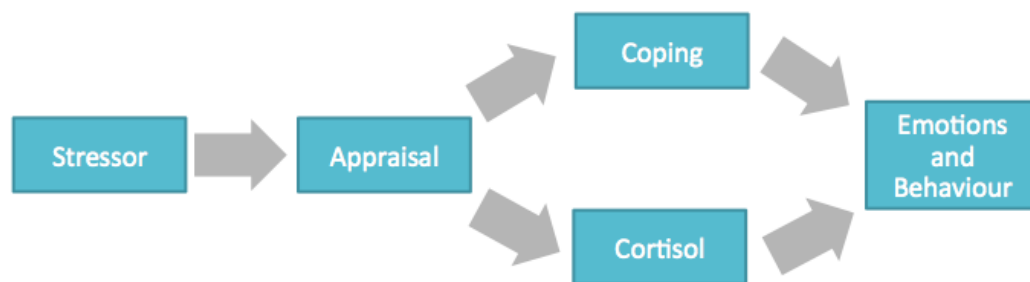 Stressor
Appraisal
Coping
Cortisol
Emotions
and
Behaviour